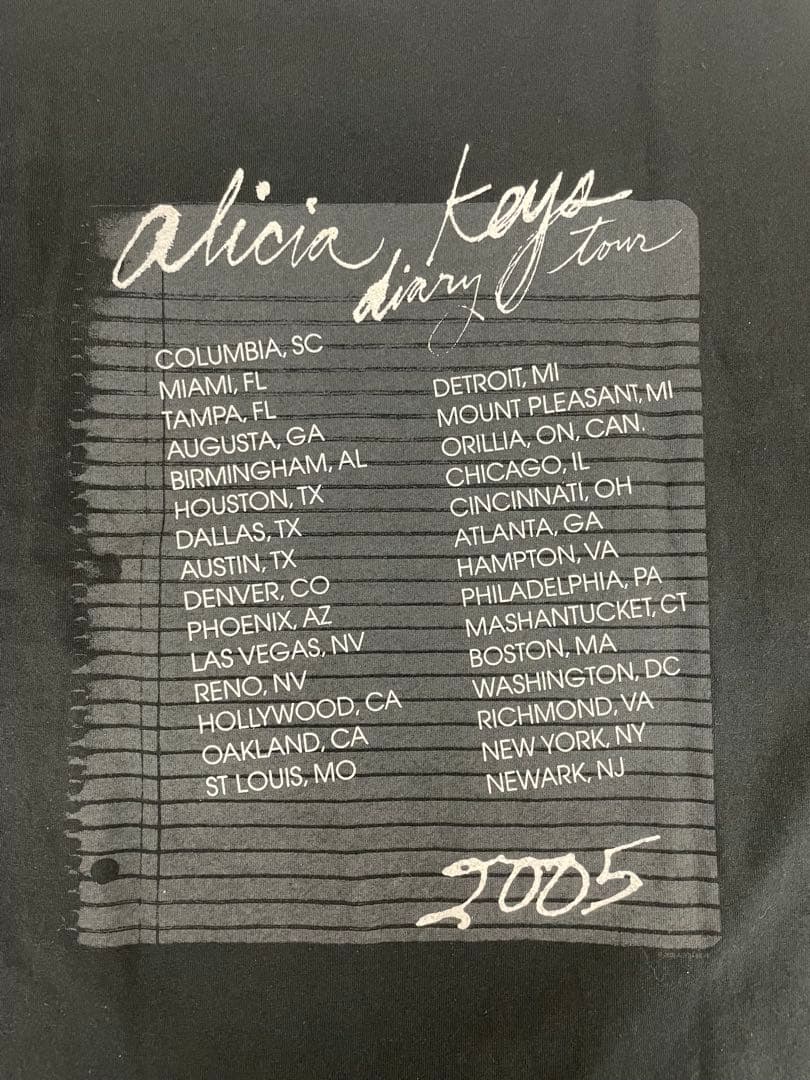 alicia keys
diary tour
COLUMBIA, SC
MIAMI, FL
TAMPA, FL
AUGUSTA, GA
BIRMINGHAM, AL
HOUSTON, TX
DALLAS, TX
AUSTIN, TX
DENVER, CO
PHOENIX, AZ
LAS VEGAS, NV
RENO, NV
HOLLYWOOD, CA
OAKLAND, CA
ST LOUIS, MO
DETROIT, MI
MOUNT PLEASANT, MI
ORILLIA, ON, CAN.
CHICAGO, IL
CINCINNATI, OH
ATLANTA, GA
HAMPTON, VA
PHILADELPHIA, PA
MASHANTUCKET, CT
BOSTON, MA
WASHINGTON, DC
RICHMOND, VA
NEW YORK, NY
NEWARK, NJ
2005